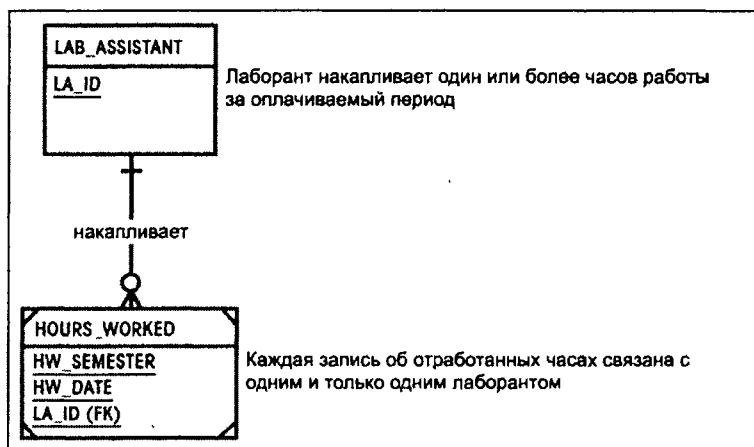 LAB_ASSISTANT
LA_ID
Лаборант накапливает один или более часов работы
за оплачиваемый период
накапливает
HOURS_WORKED
HW_SEMESTER
HW_DATE
LA_ID (FK)
Каждая запись об отработанных часах связана с
одним и только одним лаборантом